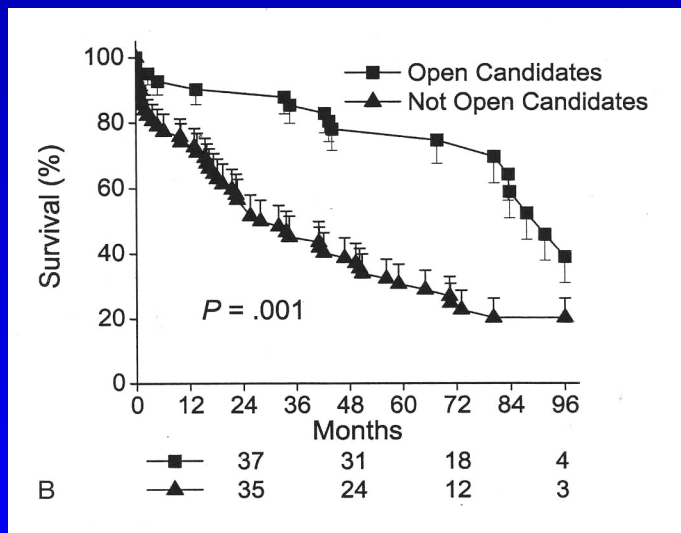 Open Candidates
Not Open Candidates
Survival (%)
100
80
60
40
20
0
P = .001
0 12 24 36 48 60 72 84 96
Months
37 31 18 4
35 24 12 3
B